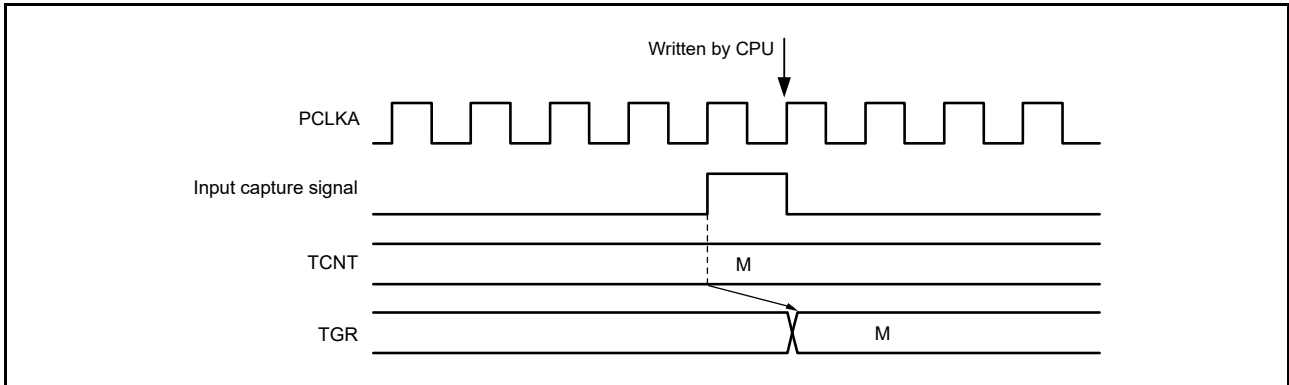 Written by CPU
PCLKA
Input capture signal
TCNT
M
TGR
M